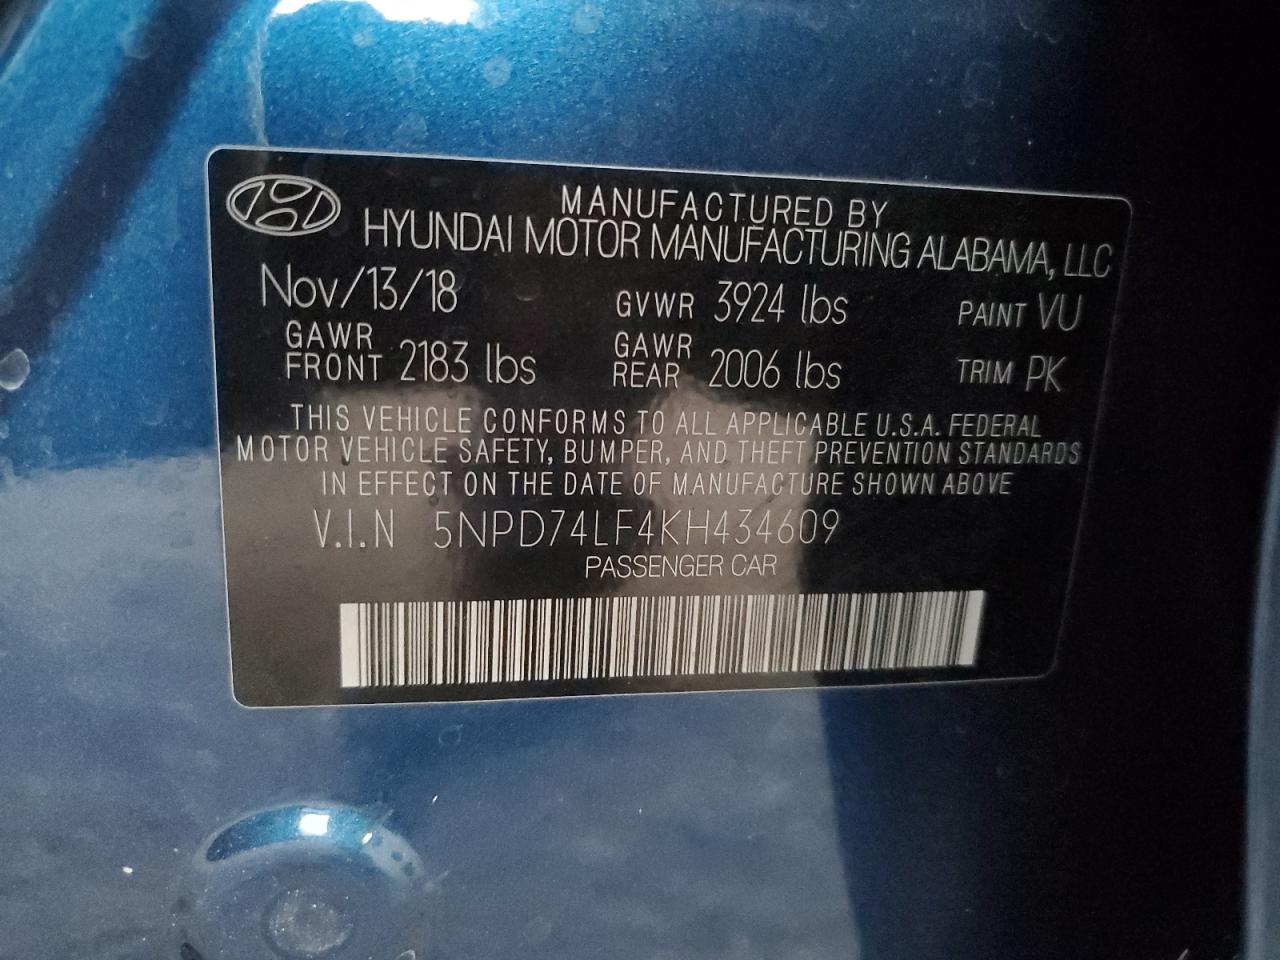 MANUFACTURED BY
HYUNDAI MOTOR MANUFACTURING ALABAMA, LLC
Nov/13/18 GVWR 3924 lbs PAINT VU
GAWR FRONT 2183 lbs GAWR REAR 2006 lbs TRIM PK
THIS VEHICLE CONFORMS TO ALL APPLICABLE U.S.A. FEDERAL
MOTOR VEHICLE SAFETY, BUMPER, AND THEFT PREVENTION STANDARDS
IN EFFECT ON THE DATE OF MANUFACTURE SHOWN ABOVE
V.I.N 5NPD74LF4KH434609
PASSENGER CAR